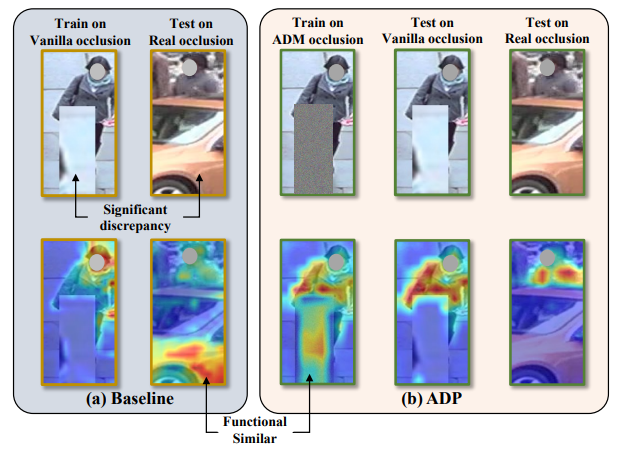 Train on
Vanilla occlusion
Test on
Real occlusion
Train on
ADM occlusion
Test on
Vanilla occlusion
Test on
Real occlusion
Significant
discrepancy
(a) Baseline
(b) ADP
Functional
Similar